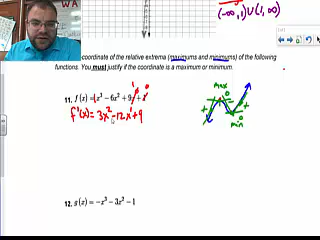 (-∞,1)∪(1,∞)
coordinate of the relative extrema (maximums and minimums) of the following
functions. You must justify if the coordinate is a maximum or minimum.
max
11. f(x) = x³ − 6x² + 9x + 1
f'(x) = 3x² − 12x¹ + 9
min
12. g(x) = −x³ − 3x² − 1